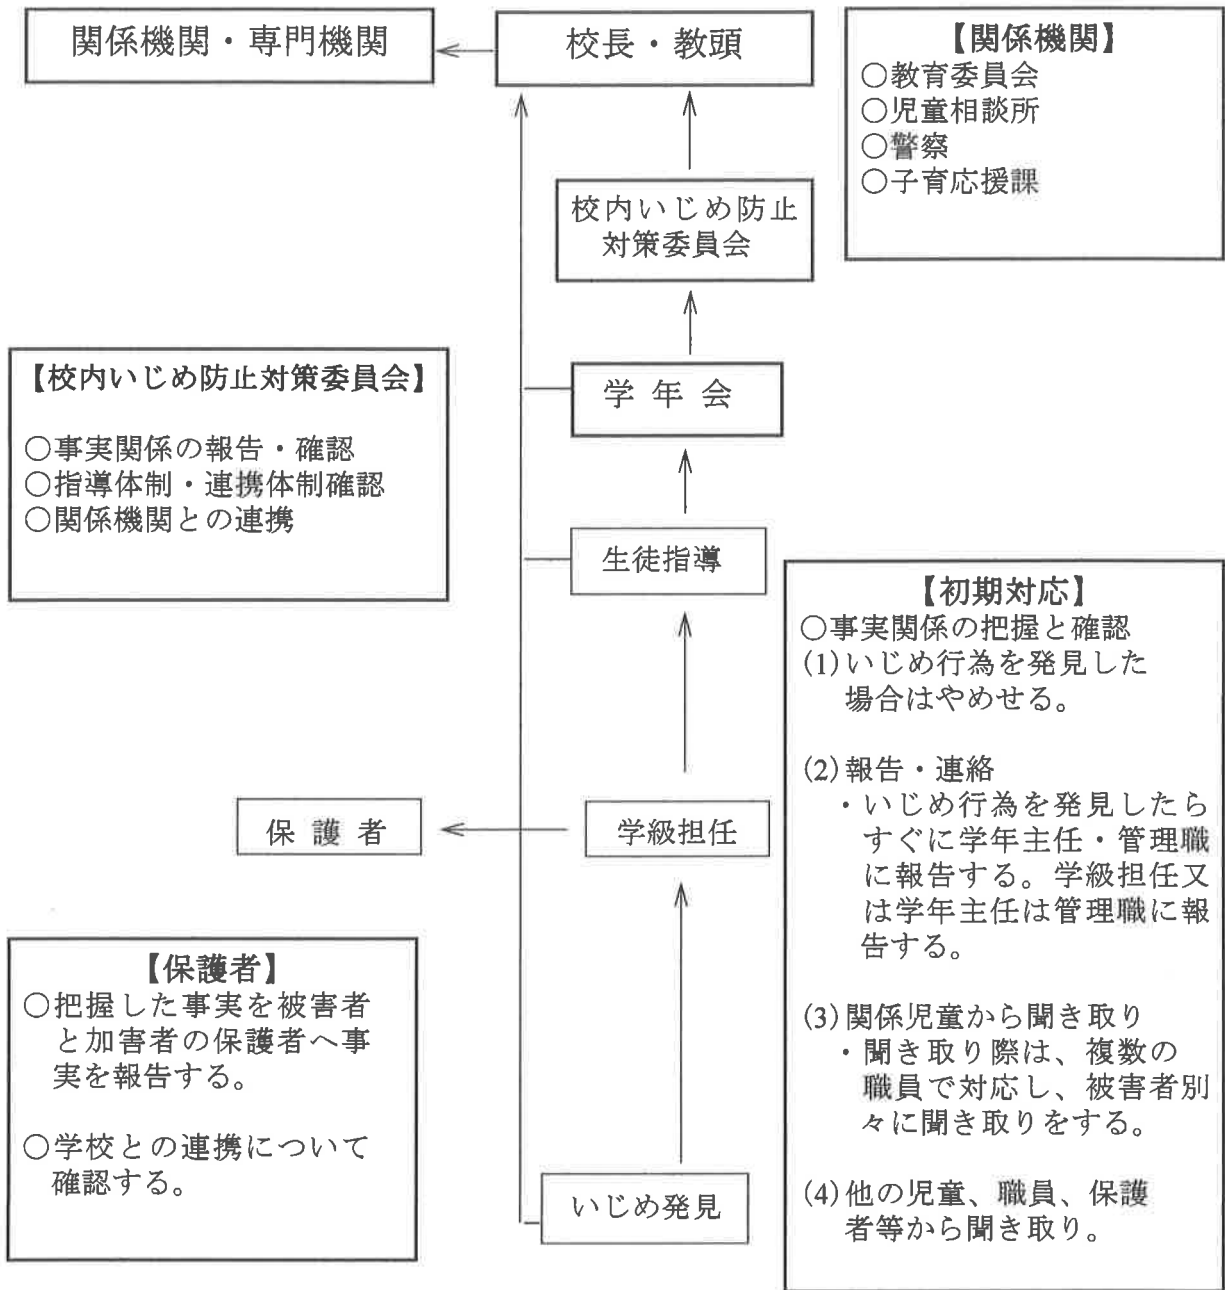 関係機関・専門機関
校長・教頭
【関係機関】
○教育委員会
○児童相談所
○警察
○子育応援課
校内いじめ防止
対策委員会
【校内いじめ防止対策委員会】
○事実関係の報告・確認
○指導体制・連携体制確認
○関係機関との連携
学年会
生徒指導
【初期対応】
○事実関係の把握と確認
(1)いじめ行為を発見した
場合はやめせる。
(2)報告・連絡
・いじめ行為を発見したら
すぐに学年主任・管理職
に報告する。学級担任又
は学年主任は管理職に報
告する。
(3)関係児童から聞き取り
・聞き取り際は、複数の
職員で対応し、被害者別
々に聞き取りをする。
(4)他の児童、職員、保護
者等から聞き取り。
保護者
学級担任
【保護者】
○把握した事実を被害者
と加害者の保護者へ事
実を報告する。
○学校との連携について
確認する。
いじめ発見